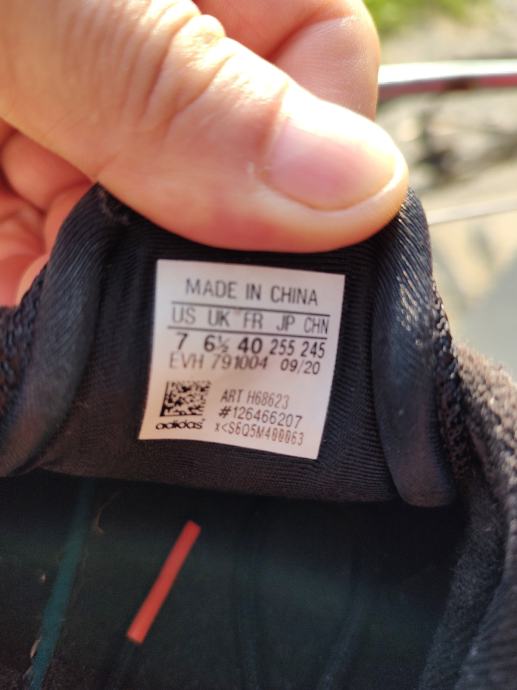 MADE IN CHINA
US UK FR JP CHN
7 6½ 40 255 245
EVH 791004 09/20
ART H68623
#126466207
adidas x<S6Q5M400063